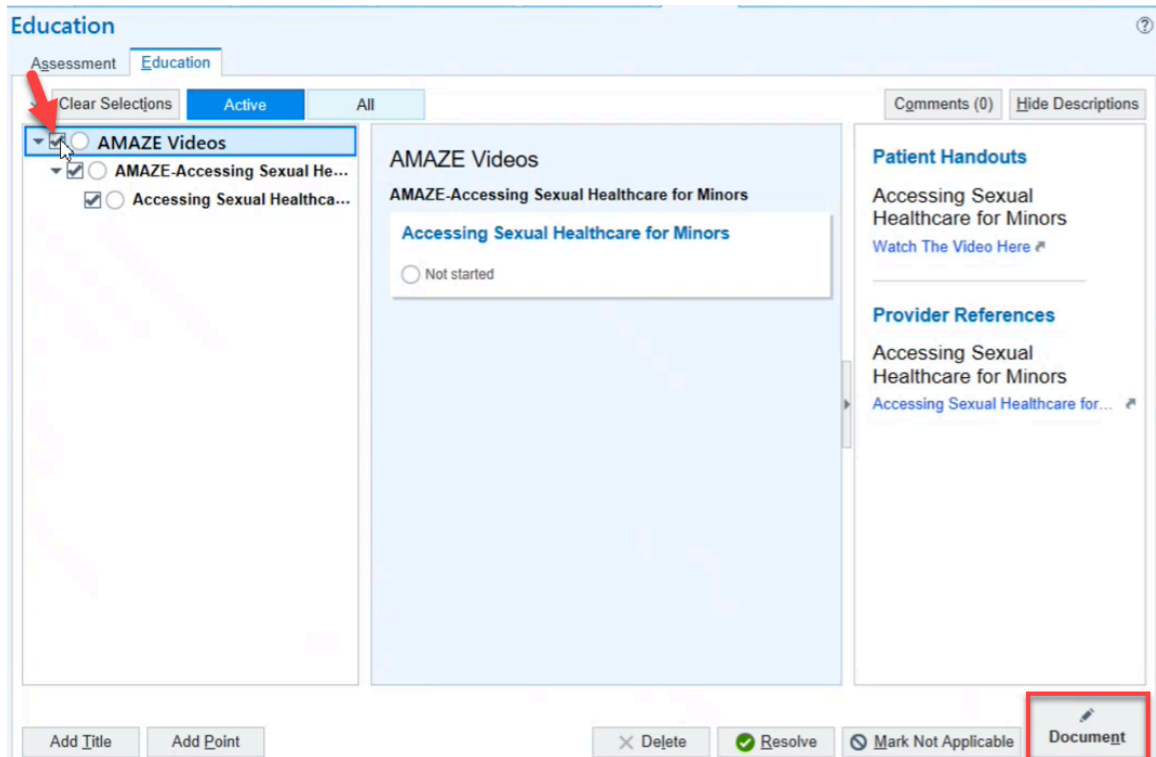 Education
Assessment
Education
Clear Selections
Active
All
Comments (0)
Hide Descriptions
AMAZE Videos
AMAZE-Accessing Sexual He...
Accessing Sexual Healthca...
AMAZE Videos
AMAZE-Accessing Sexual Healthcare for Minors
Accessing Sexual Healthcare for Minors
Not started
Patient Handouts
Accessing Sexual
Healthcare for Minors
Watch The Video Here
Provider References
Accessing Sexual
Healthcare for Minors
Accessing Sexual Healthcare for...
Add Title
Add Point
Delete
Resolve
Mark Not Applicable
Document